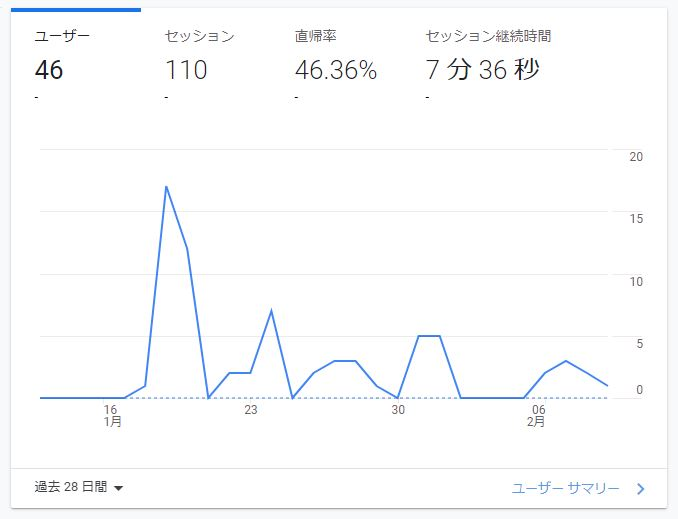 ユーザー セッション 直帰率 セッション継続時間
46 110 46.36% 7 分 36 秒
- - - -
20
15
10
5
0
16 23 30 06
1月 2月
過去 28 日間 ユーザー サマリー